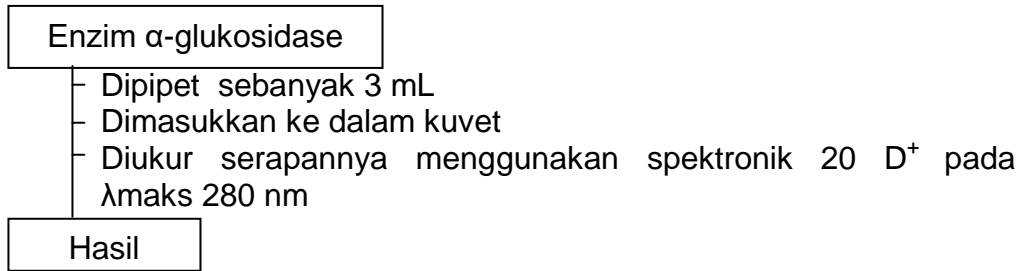 Enzim α-glukosidase
Dipipet sebanyak 3 mL
Dimasukkan ke dalam kuvet
Diukur serapannya menggunakan spektronik 20 D⁺ pada
λmaks 280 nm
Hasil